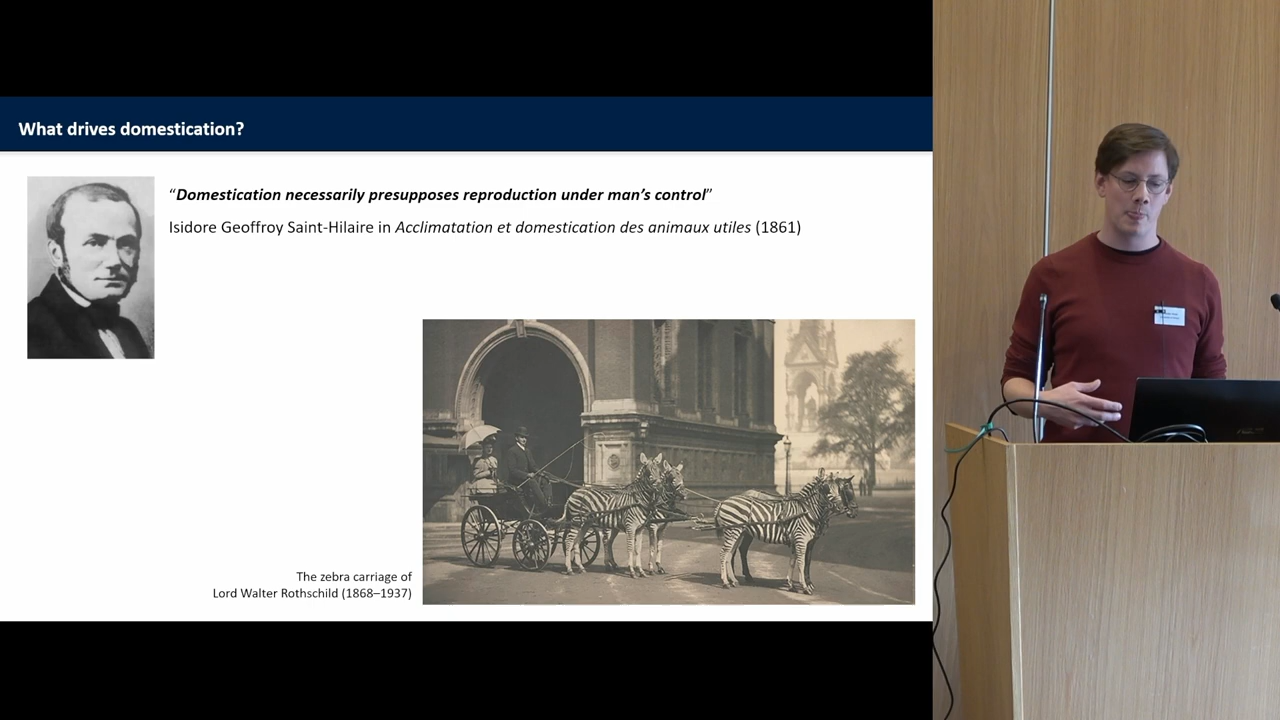 What drives domestication?
“Domestication necessarily presupposes reproduction under man’s control”
Isidore Geoffroy Saint-Hilaire in Acclimatation et domestication des animaux utiles (1861)
The zebra carriage of
Lord Walter Rothschild (1868–1937)